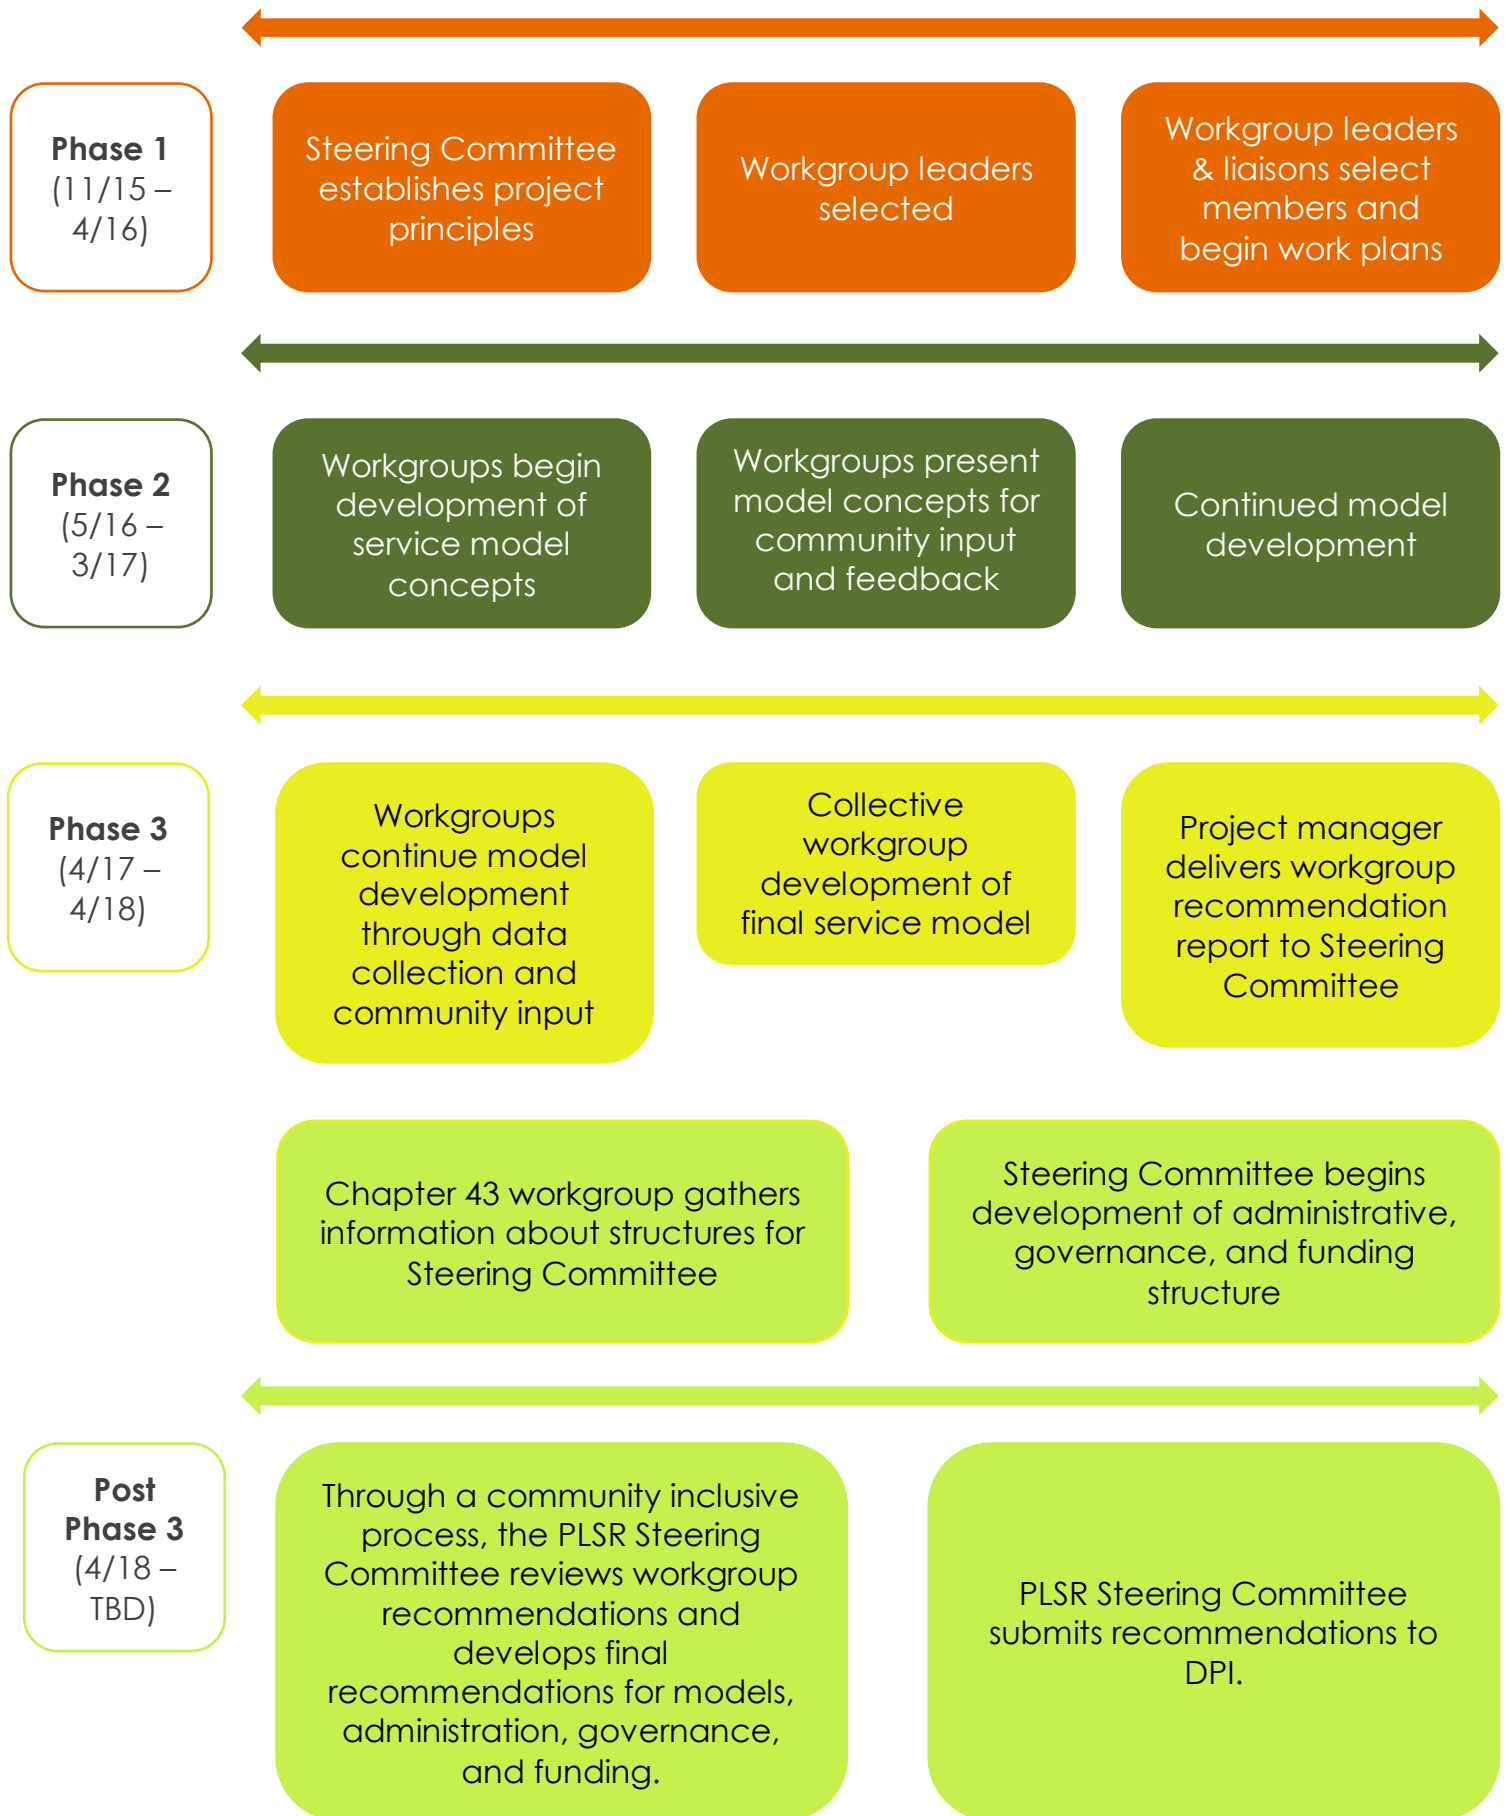 Phase 1
(11/15 –
4/16)
Steering Committee
establishes project
principles
Workgroup leaders
selected
Workgroup leaders
& liaisons select
members and
begin work plans
Phase 2
(5/16 –
3/17)
Workgroups begin
development of
service model
concepts
Workgroups present
model concepts for
community input
and feedback
Continued model
development
Phase 3
(4/17 –
4/18)
Workgroups
continue model
development
through data
collection and
community input
Collective
workgroup
development of
final service model
Project manager
delivers workgroup
recommendation
report to Steering
Committee
Chapter 43 workgroup gathers
information about structures for
Steering Committee
Steering Committee begins
development of administrative,
governance, and funding
structure
Post
Phase 3
(4/18 –
TBD)
Through a community inclusive
process, the PLSR Steering
Committee reviews workgroup
recommendations and
develops final
recommendations for models,
administration, governance,
and funding.
PLSR Steering Committee
submits recommendations to
DPI.